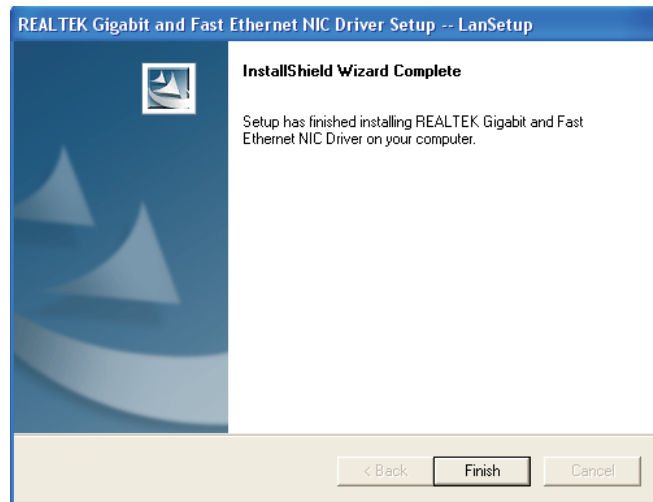 REALTEK Gigabit and Fast Ethernet NIC Driver Setup -- LanSetup
InstallShield Wizard Complete
Setup has finished installing REALTEK Gigabit and Fast
Ethernet NIC Driver on your computer.
< Back
Finish
Cancel